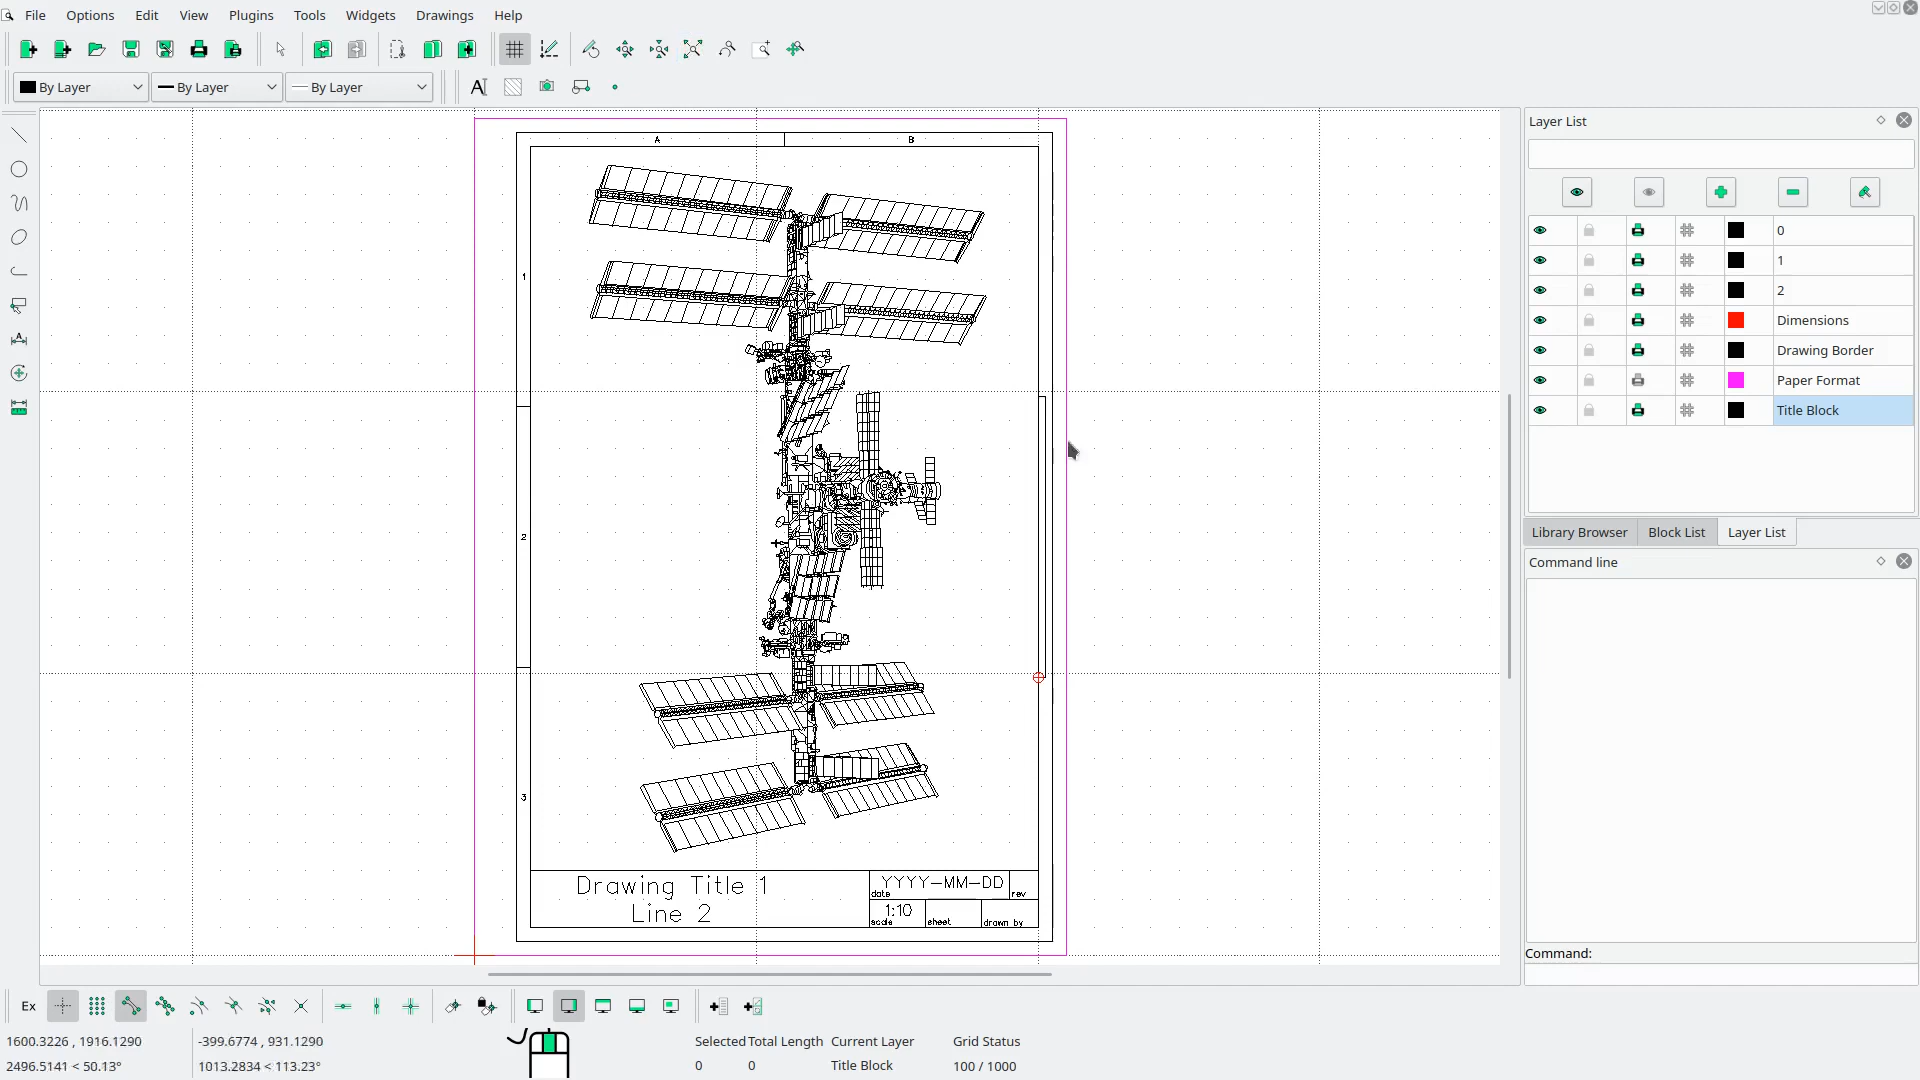 File Options Edit View Plugins Tools Widgets Drawings Help
By Layer By Layer By Layer
Layer List
0
1
2
Dimensions
Drawing Border
Paper Format
Title Block
Library Browser Block List Layer List
Command line
Command:
A B
1
2
3
Drawing Title 1
Line 2
YYYY-MM-DD
date rev
1:10
scale sheet drawn by
Ex
1600.3226 , 1916.1290 -399.6774 , 931.1290 Selected Total Length Current Layer Grid Status
2496.5141 < 50.13° 1013.2834 < 113.23° 0 0 Title Block 100 / 1000